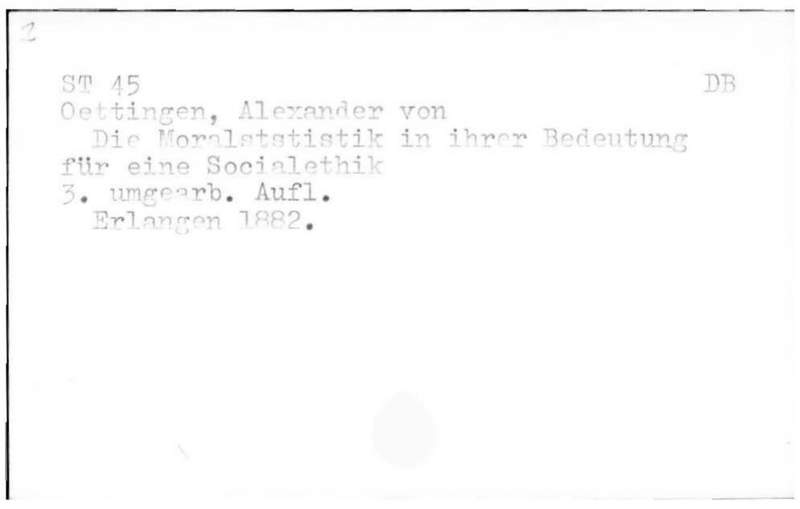 2
ST 45 DB
Oettingen, Alexander von
Die Moralststistik in ihrer Bedeutung
für eine Socialethik
3. umgearb. Aufl.
Erlangen 1882.